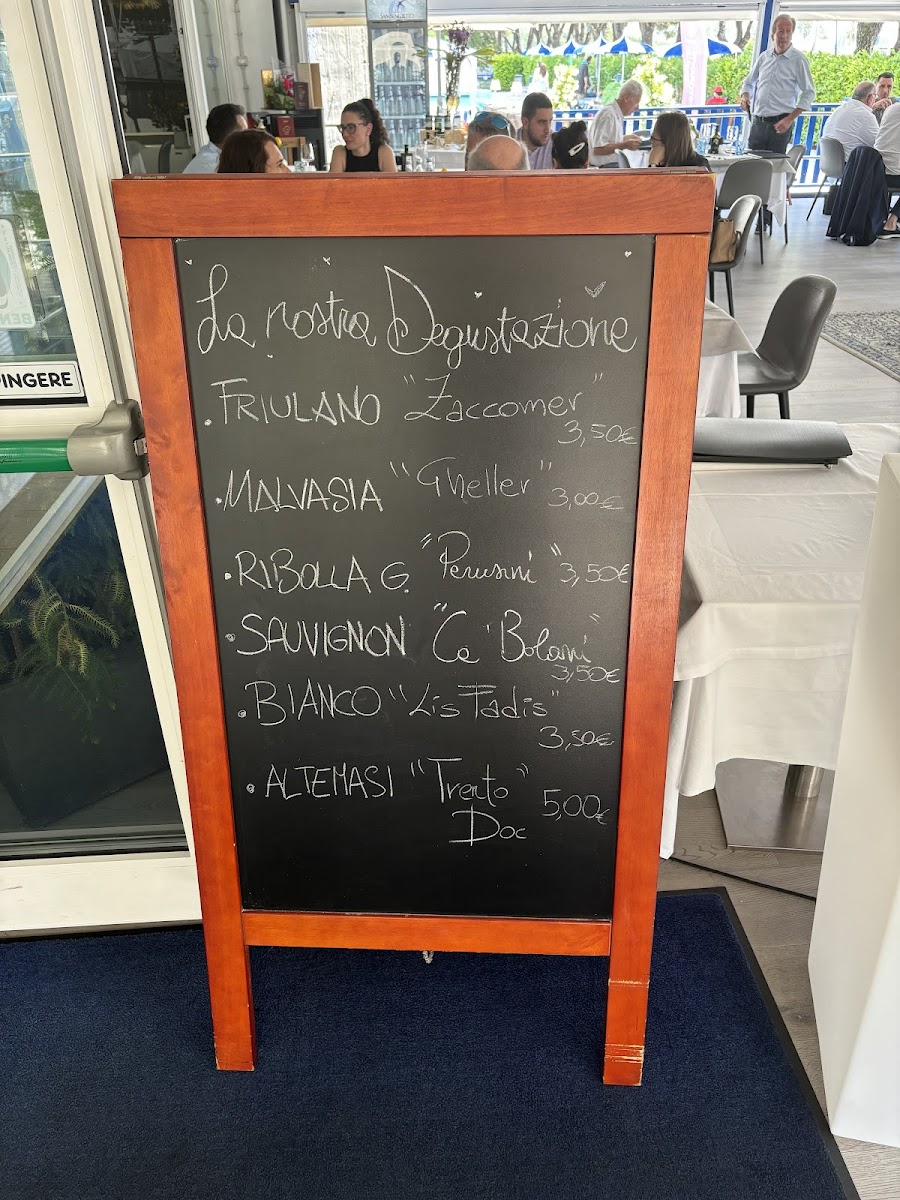 La nostra Degustazione
• FRIULANO "Zaccomer"
3,50€
• MALVASIA "Gheller" 3,00€
• RIBOLLA G. "Perusini" 3,50€
• SAUVIGNON "Ca 'Bolani"
3,50€
• BIANCO "Lis Fadis"
3,50€
• ALTEMASI "Trento"
Doc 5,00€
PINGERE